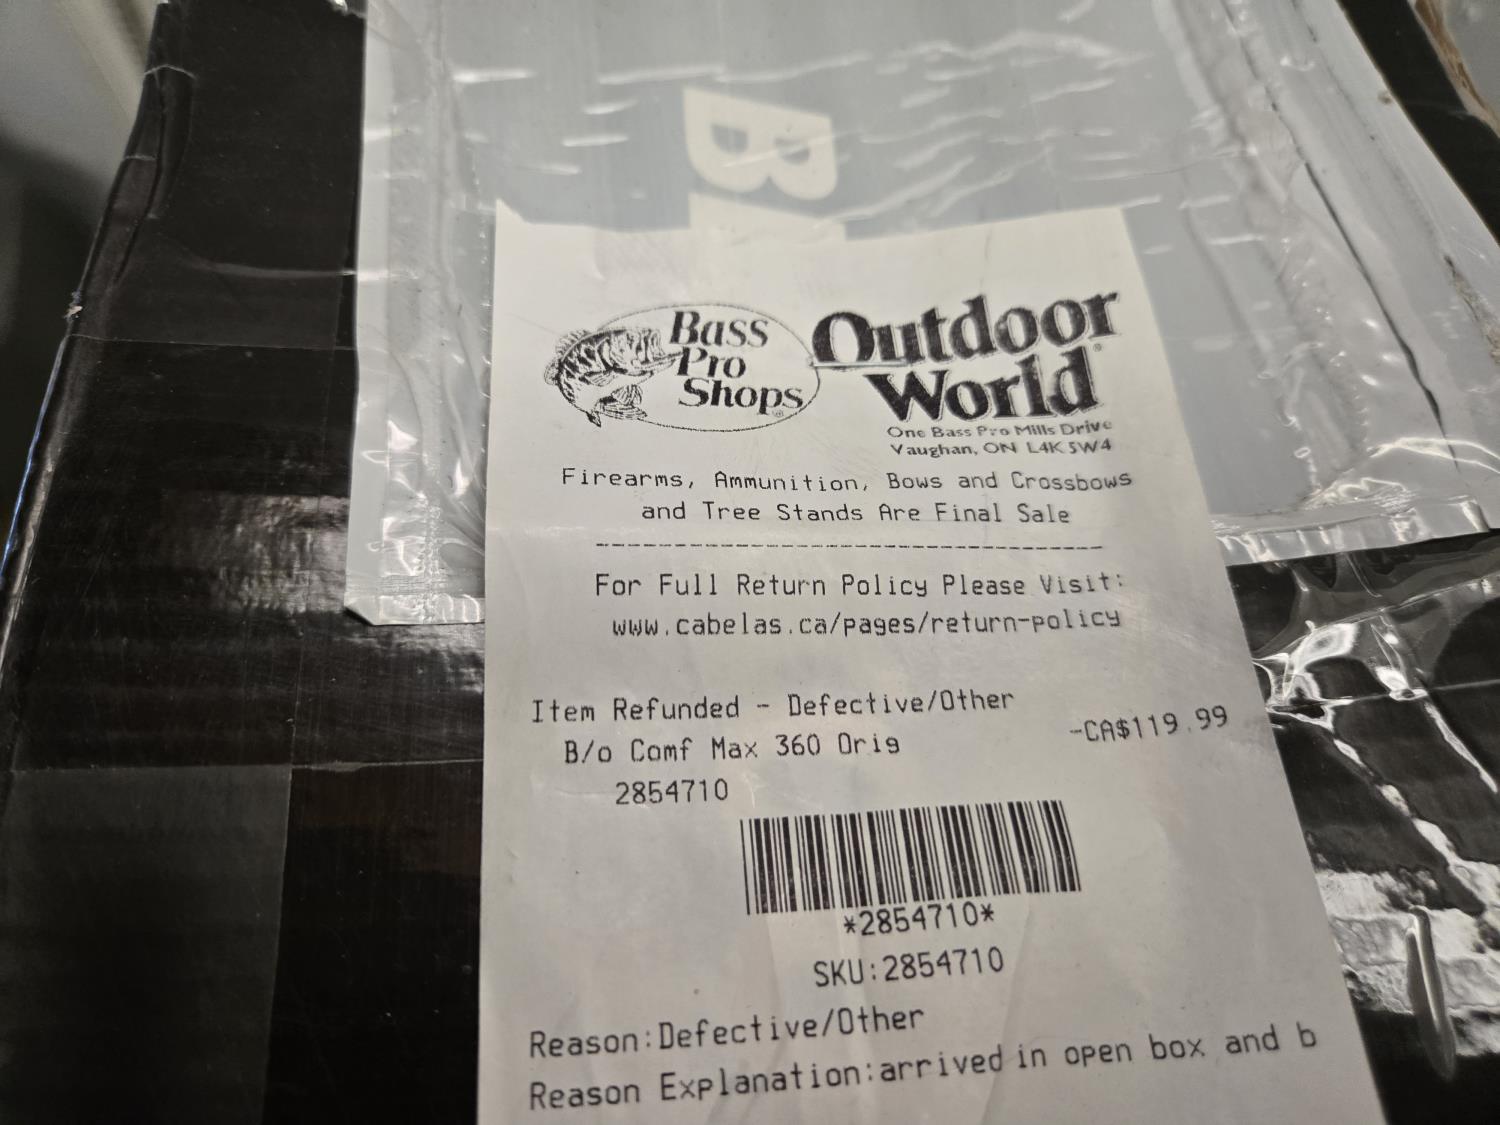 B
Bass
Pro
Shops
Outdoor
World
One Bass Pro Mills Drive
Vaughan, ON L4K 5W4
Firearms, Ammunition, Bows and Crossbows
and Tree Stands Are Final Sale
--------------------------------------------------
For Full Return Policy Please Visit:
www.cabelas.ca/pages/return-policy
Item Refunded - Defective/Other
B/o Comf Max 360 Orig -CA$119.99
2854710
*2854710*
SKU:2854710
Reason:Defective/Other
Reason Explanation:arrived in open box and b